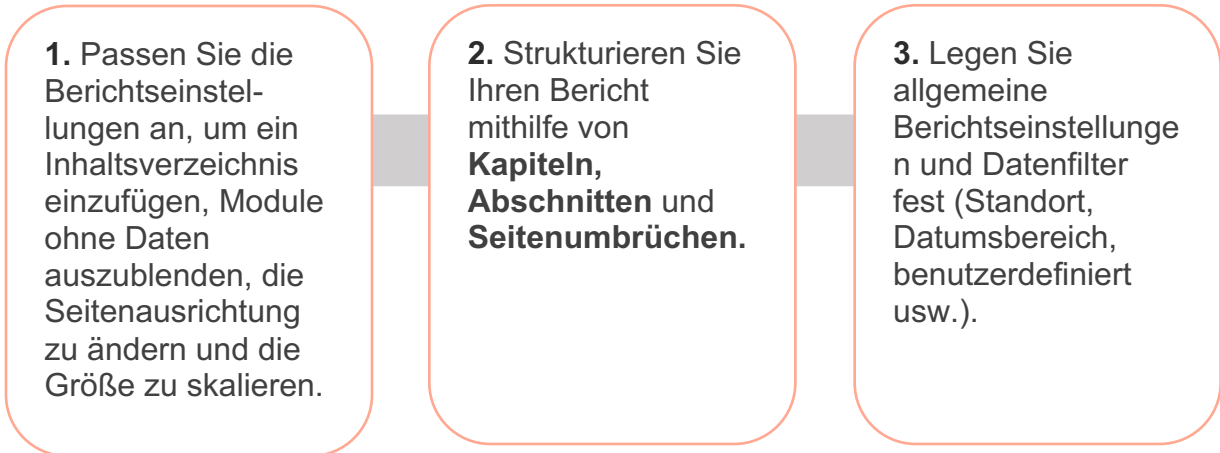 1. Passen Sie die
Berichtseinstel-
lungen an, um ein
Inhaltsverzeichnis
einzufügen, Module
ohne Daten
auszublenden, die
Seitenausrichtung
zu ändern und die
Größe zu skalieren.
2. Strukturieren Sie
Ihren Bericht
mithilfe von
Kapiteln,
Abschnitten und
Seitenumbrüchen.
3. Legen Sie
allgemeine
Berichtseinstellunge
n und Datenfilter
fest (Standort,
Datumsbereich,
benutzerdefiniert
usw.).